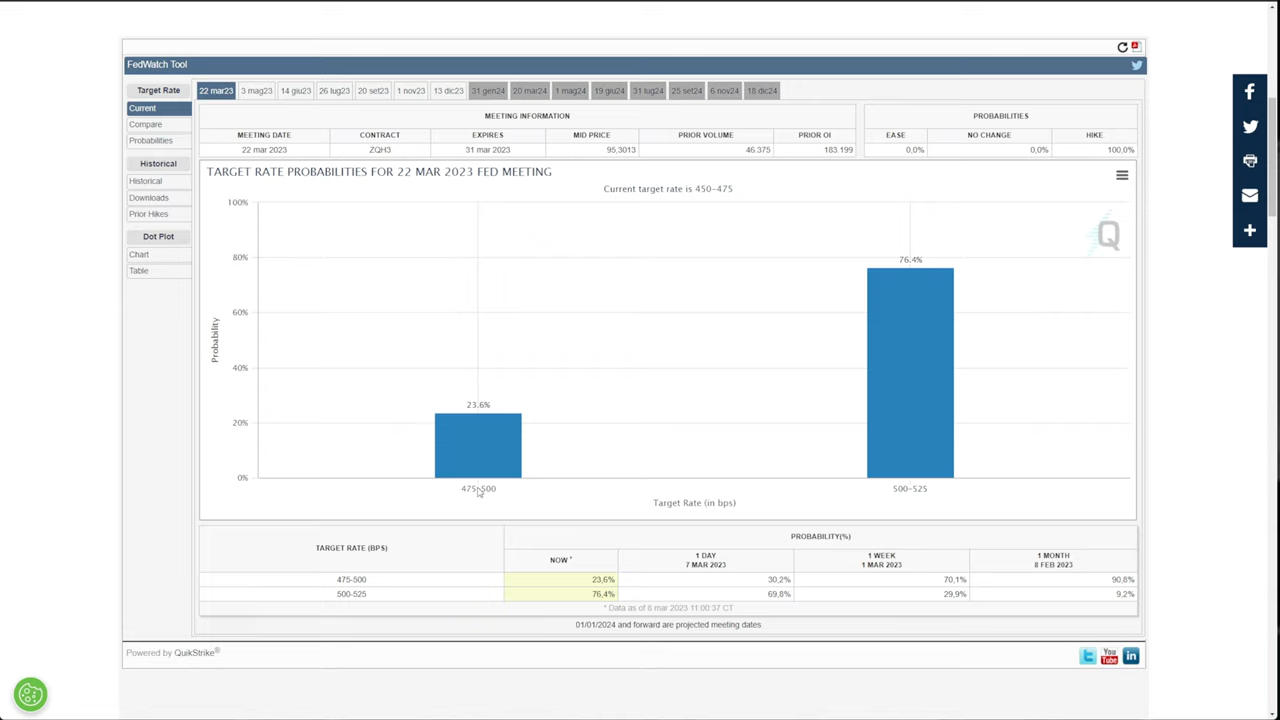 FedWatch Tool
Target Rate
22 mar23 3 mag23 14 giu23 26 lug23 20 set23 1 nov23 13 dic23 31 gen24 20 mar24 1 mag24 19 giu24 31 lug24 25 set24 6 nov24 18 dic24
Current
Compare
Probabilities
Historical
Historical
Downloads
Prior Hikes
Dot Plot
Chart
Table
MEETING INFORMATION
PROBABILITIES
MEETING DATE CONTRACT EXPIRES MID PRICE PRIOR VOLUME PRIOR OI EASE NO CHANGE HIKE
22 mar 2023 ZQH3 31 mar 2023 95,3013 46.375 183.199 0,0% 0,0% 100,0%
TARGET RATE PROBABILITIES FOR 22 MAR 2023 FED MEETING
Current target rate is 450-475
Q
100%
80%
60%
40%
20%
0%
Probability
23,6%
76,4%
475-500 500-525
Target Rate (in bps)
TARGET RATE (BPS) PROBABILITY(%)
NOW * 1 DAY 1 WEEK 1 MONTH
7 MAR 2023 1 MAR 2023 8 FEB 2023
475-500 23,6% 30,2% 70,1% 90,8%
500-525 76,4% 69,8% 29,9% 9,2%
* Data as of 8 mar 2023 11:00:37 CT
01/01/2024 and forward are projected meeting dates
Powered by QuikStrike®
You Tube
in